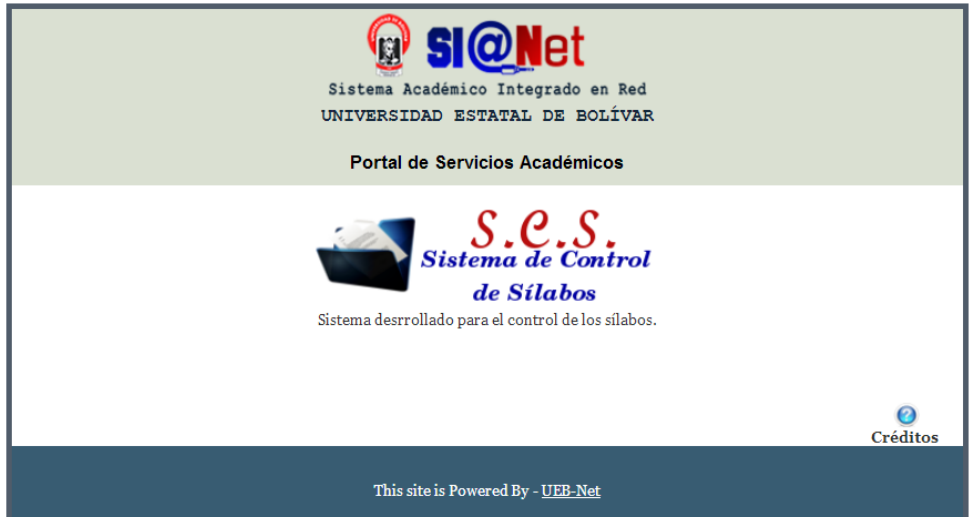 SI@Net
Sistema Académico Integrado en Red
UNIVERSIDAD ESTATAL DE BOLÍVAR
Portal de Servicios Académicos
S.C.S.
Sistema de Control
de Sílabos
Sistema desrrollado para el control de los sílabos.
Créditos
This site is Powered By - UEB-Net